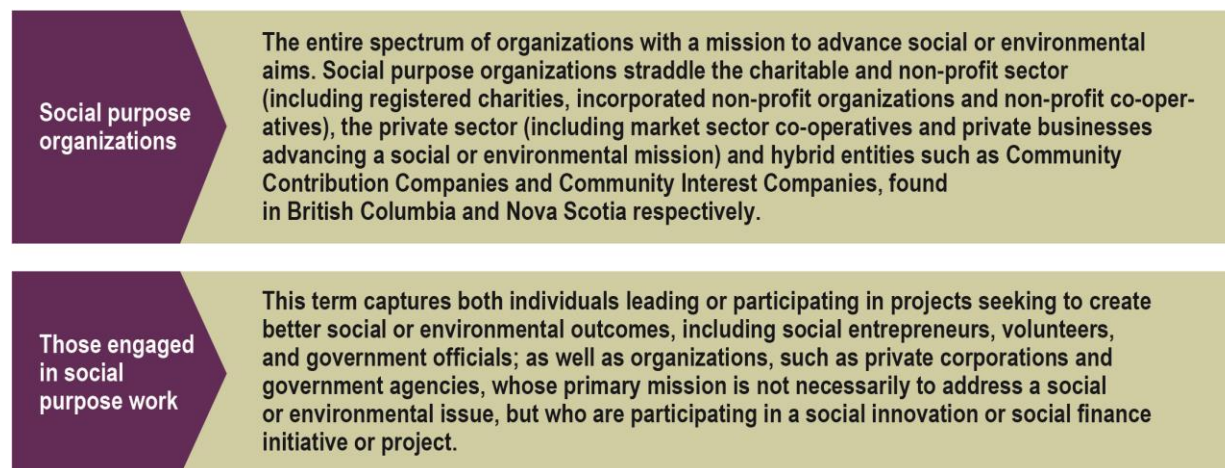 Social purpose
organizations
The entire spectrum of organizations with a mission to advance social or environmental
aims. Social purpose organizations straddle the charitable and non-profit sector
(including registered charities, incorporated non-profit organizations and non-profit co-oper-
atives), the private sector (including market sector co-operatives and private businesses
advancing a social or environmental mission) and hybrid entities such as Community
Contribution Companies and Community Interest Companies, found
in British Columbia and Nova Scotia respectively.
Those engaged
in social
purpose work
This term captures both individuals leading or participating in projects seeking to create
better social or environmental outcomes, including social entrepreneurs, volunteers,
and government officials; as well as organizations, such as private corporations and
government agencies, whose primary mission is not necessarily to address a social
or environmental issue, but who are participating in a social innovation or social finance
initiative or project.